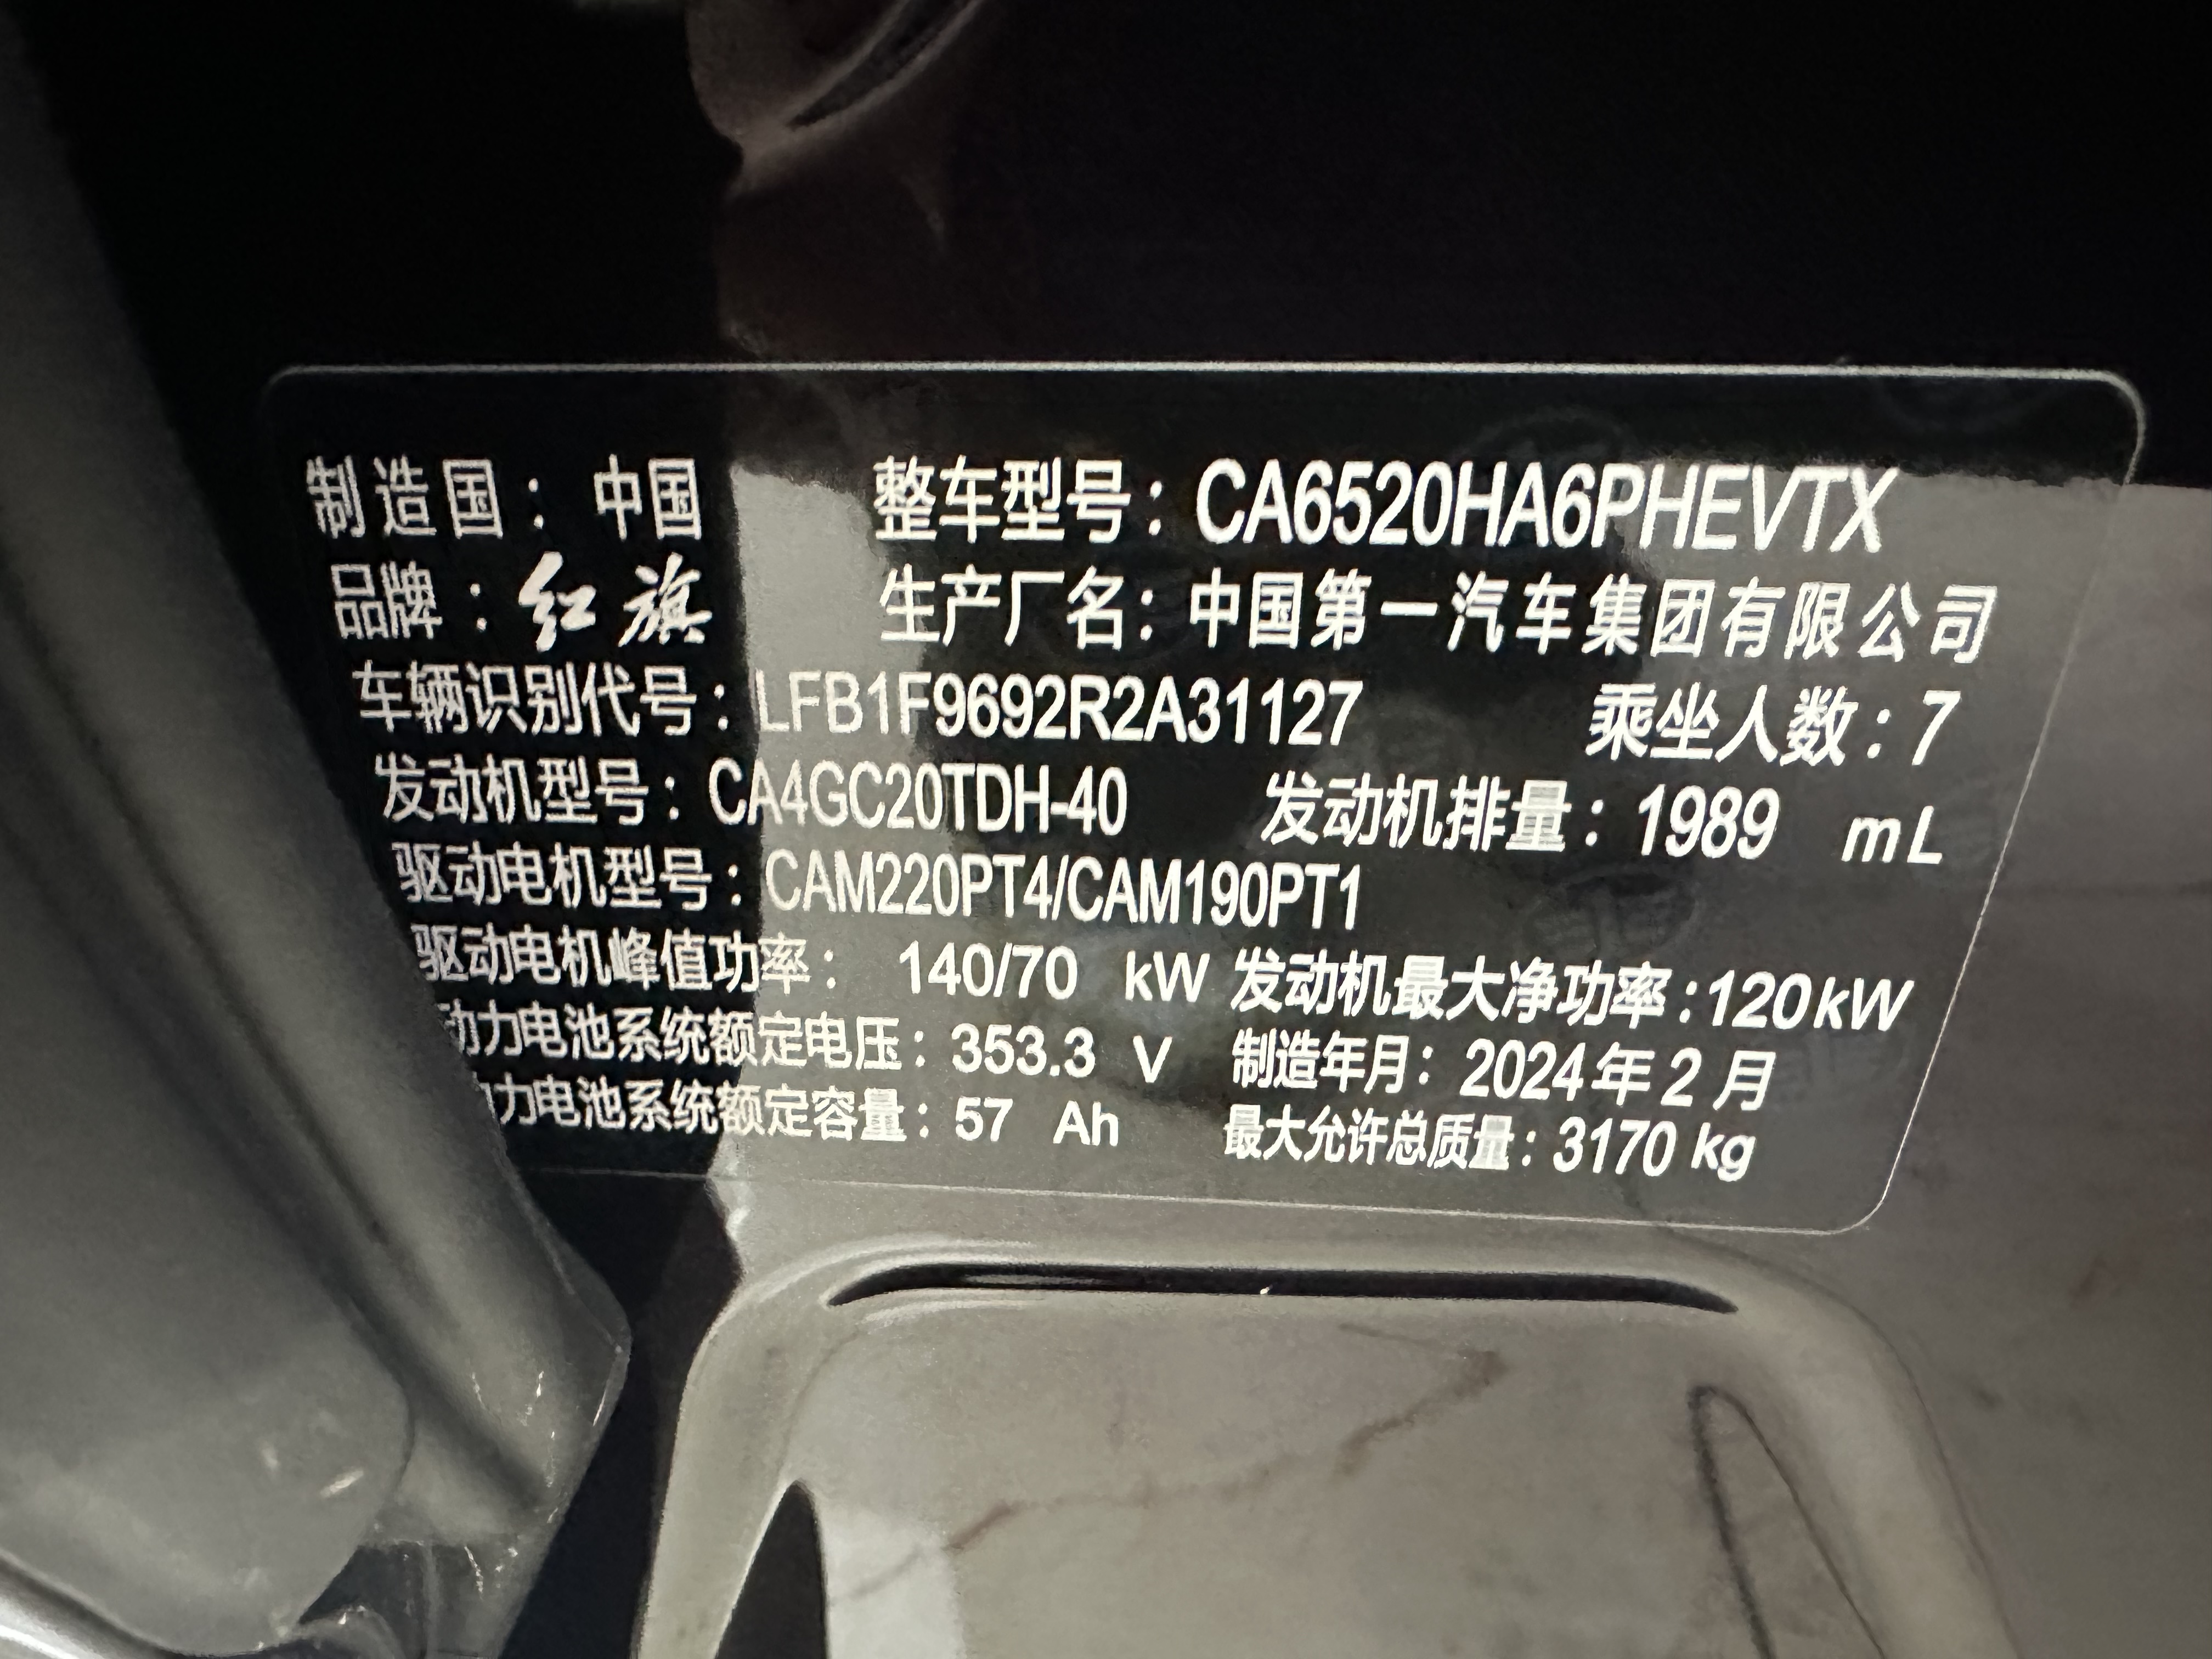 制造国：中国 整车型号：CA6520HA6PHEVTX
品牌：红旗 生产厂名：中国第一汽车集团有限公司
车辆识别代号：LFB1F9692R2A31127 乘坐人数：7
发动机型号：CA4GC20TDH-40 发动机排量：1989 mL
驱动电机型号：CAM220PT4/CAM190PT1
驱动电机峰值功率： 140/70 kW 发动机最大净功率：120kW
动力电池系统额定电压：353.3 V 制造年月：2024年2月
动力电池系统额定容量：57 Ah 最大允许总质量：3170 kg